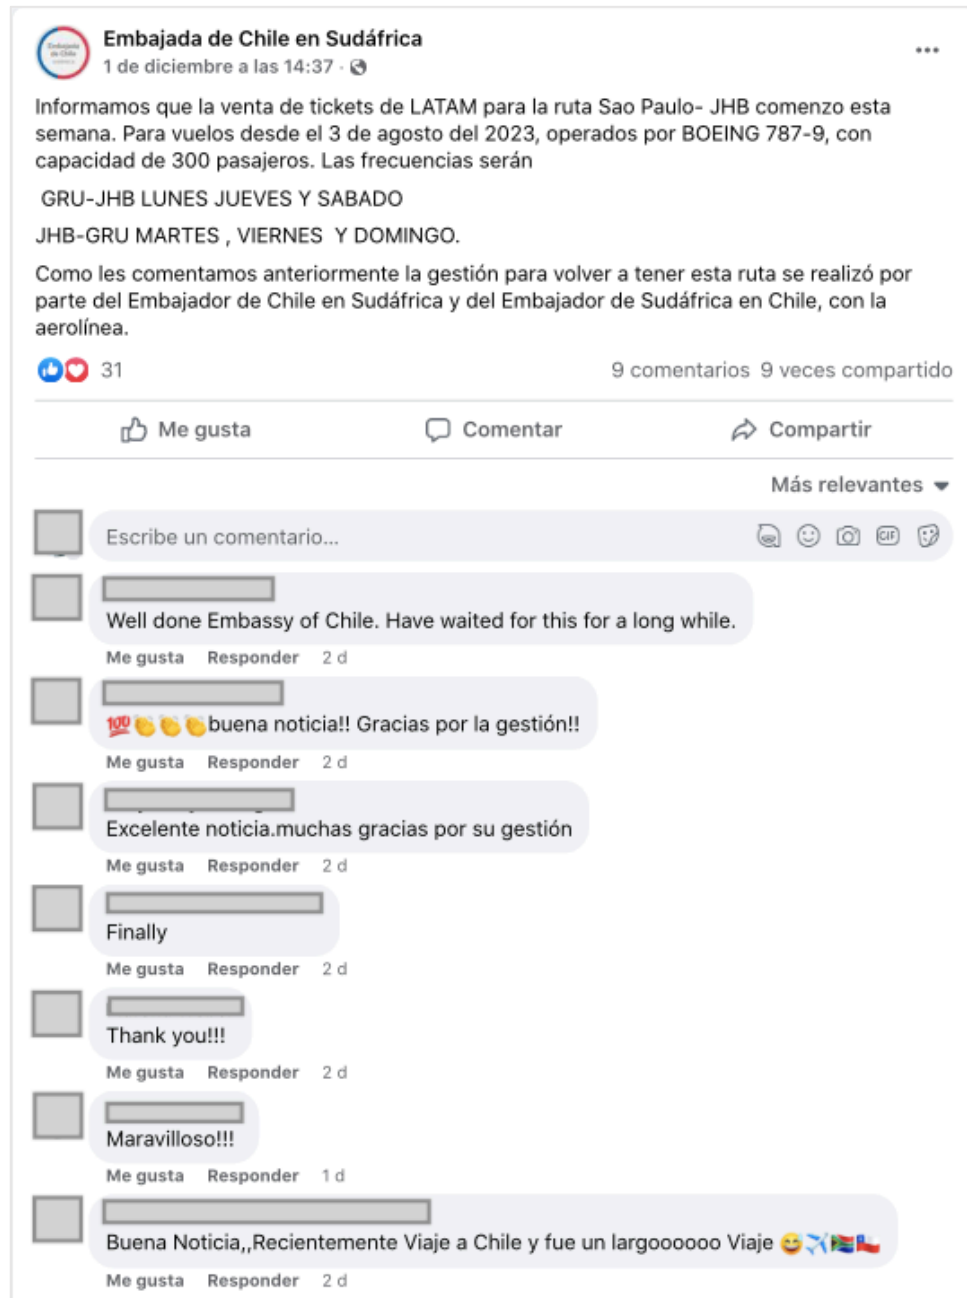 Embajada de Chile en Sudáfrica
1 de diciembre a las 14:37 ·
Informamos que la venta de tickets de LATAM para la ruta Sao Paulo- JHB comenzo esta
semana. Para vuelos desde el 3 de agosto del 2023, operados por BOEING 787-9, con
capacidad de 300 pasajeros. Las frecuencias serán
GRU-JHB LUNES JUEVES Y SABADO
JHB-GRU MARTES , VIERNES Y DOMINGO.
Como les comentamos anteriormente la gestión para volver a tener esta ruta se realizó por
parte del Embajador de Chile en Sudáfrica y del Embajador de Sudáfrica en Chile, con la
aerolínea.
31 9 comentarios 9 veces compartido
Me gusta Comentar Compartir
Más relevantes
Escribe un comentario... GIF
Well done Embassy of Chile. Have waited for this for a long while.
Me gusta Responder 2 d
💯👏👏👏buena noticia!! Gracias por la gestión!!
Me gusta Responder 2 d
Excelente noticia.muchas gracias por su gestión
Me gusta Responder 2 d
Finally
Me gusta Responder 2 d
Thank you!!!
Me gusta Responder 2 d
Maravilloso!!!
Me gusta Responder 1 d
Buena Noticia,,Recientemente Viaje a Chile y fue un largoooooo Viaje 😅✈️🇿🇦🇨🇱
Me gusta Responder 2 d